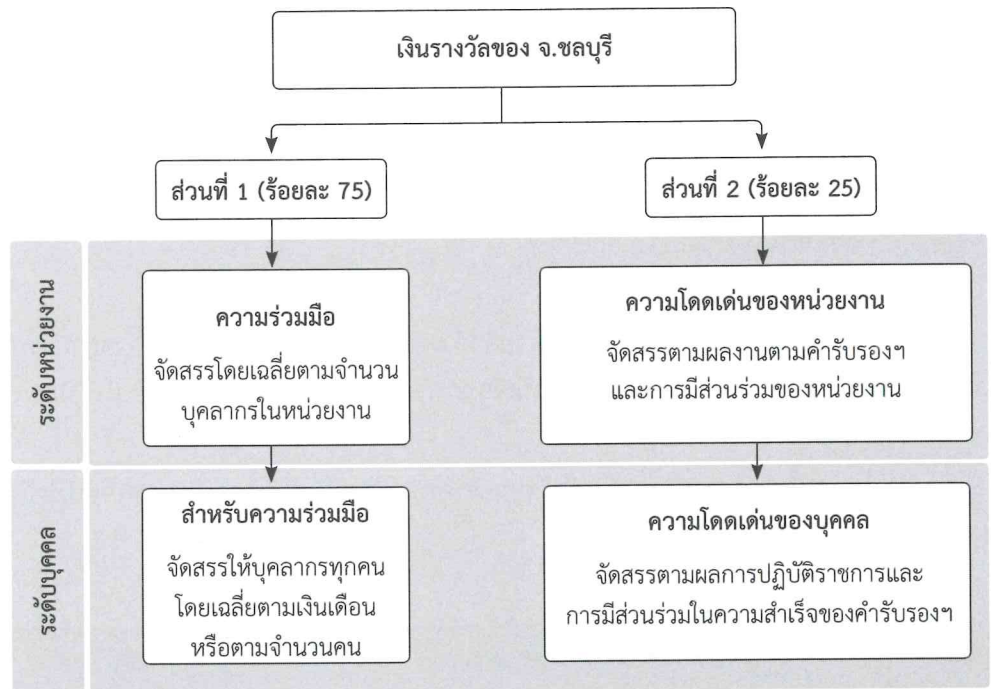 เงินรางวัลของ จ.ชลบุรี
ส่วนที่ 1 (ร้อยละ 75)
ส่วนที่ 2 (ร้อยละ 25)
ระดับหน่วยงาน
ความร่วมมือ
จัดสรรโดยเฉลี่ยตามจำนวน
บุคลากรในหน่วยงาน
ความโดดเด่นของหน่วยงาน
จัดสรรตามผลงานตามคำรับรองฯ
และการมีส่วนร่วมของหน่วยงาน
ระดับบุคคล
สำหรับความร่วมมือ
จัดสรรให้บุคลากรทุกคน
โดยเฉลี่ยตามเงินเดือน
หรือตามจำนวนคน
ความโดดเด่นของบุคคล
จัดสรรตามผลการปฏิบัติราชการและ
การมีส่วนร่วมในความสำเร็จของคำรับรองฯ